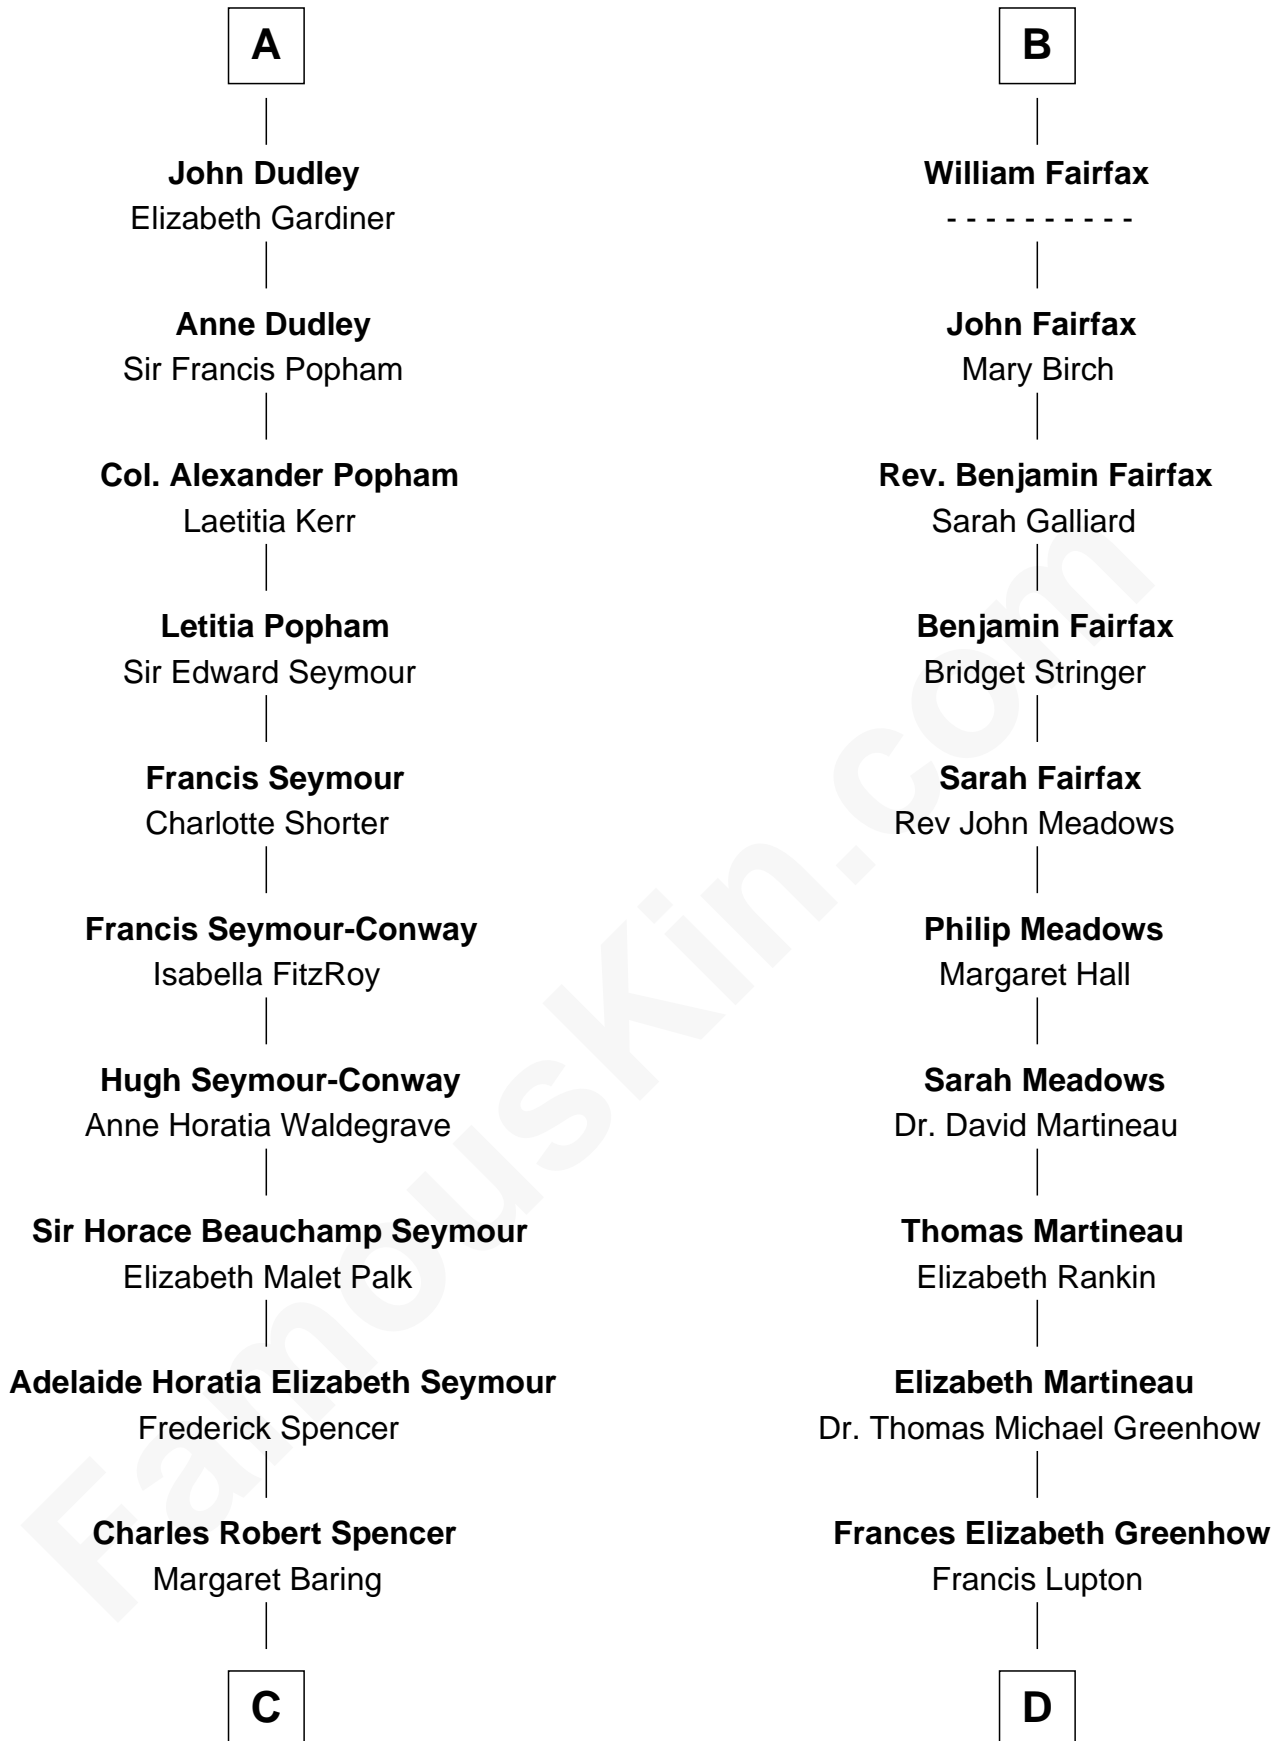 A
John Dudley
Elizabeth Gardiner
Anne Dudley
Sir Francis Popham
Col. Alexander Popham
Laetitia Kerr
Letitia Popham
Sir Edward Seymour
Francis Seymour
Charlotte Shorter
Francis Seymour-Conway
Isabella FitzRoy
Hugh Seymour-Conway
Anne Horatia Waldegrave
Sir Horace Beauchamp Seymour
Elizabeth Malet Palk
Adelaide Horatia Elizabeth Seymour
Frederick Spencer
Charles Robert Spencer
Margaret Baring
C
B
William Fairfax
- - - - - - - - - -
John Fairfax
Mary Birch
Rev. Benjamin Fairfax
Sarah Galliard
Benjamin Fairfax
Bridget Stringer
Sarah Fairfax
Rev John Meadows
Philip Meadows
Margaret Hall
Sarah Meadows
Dr. David Martineau
Thomas Martineau
Elizabeth Rankin
Elizabeth Martineau
Dr. Thomas Michael Greenhow
Frances Elizabeth Greenhow
Francis Lupton
D
FamousKin.com